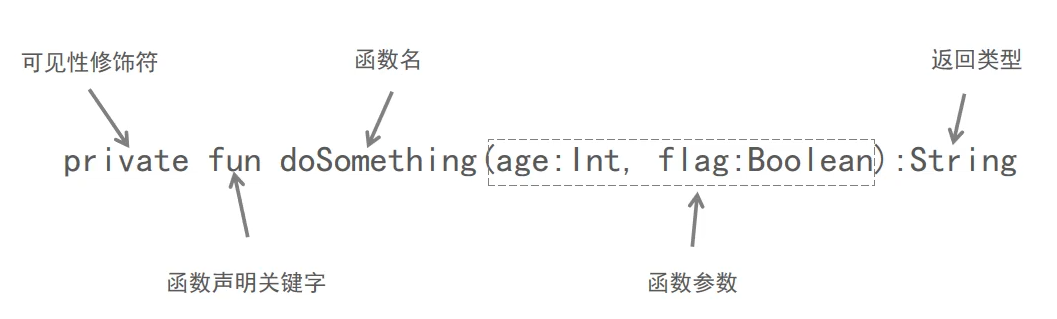 可见性修饰符
函数名
返回类型
private fun doSomething(age:Int, flag:Boolean):String
函数声明关键字
函数参数